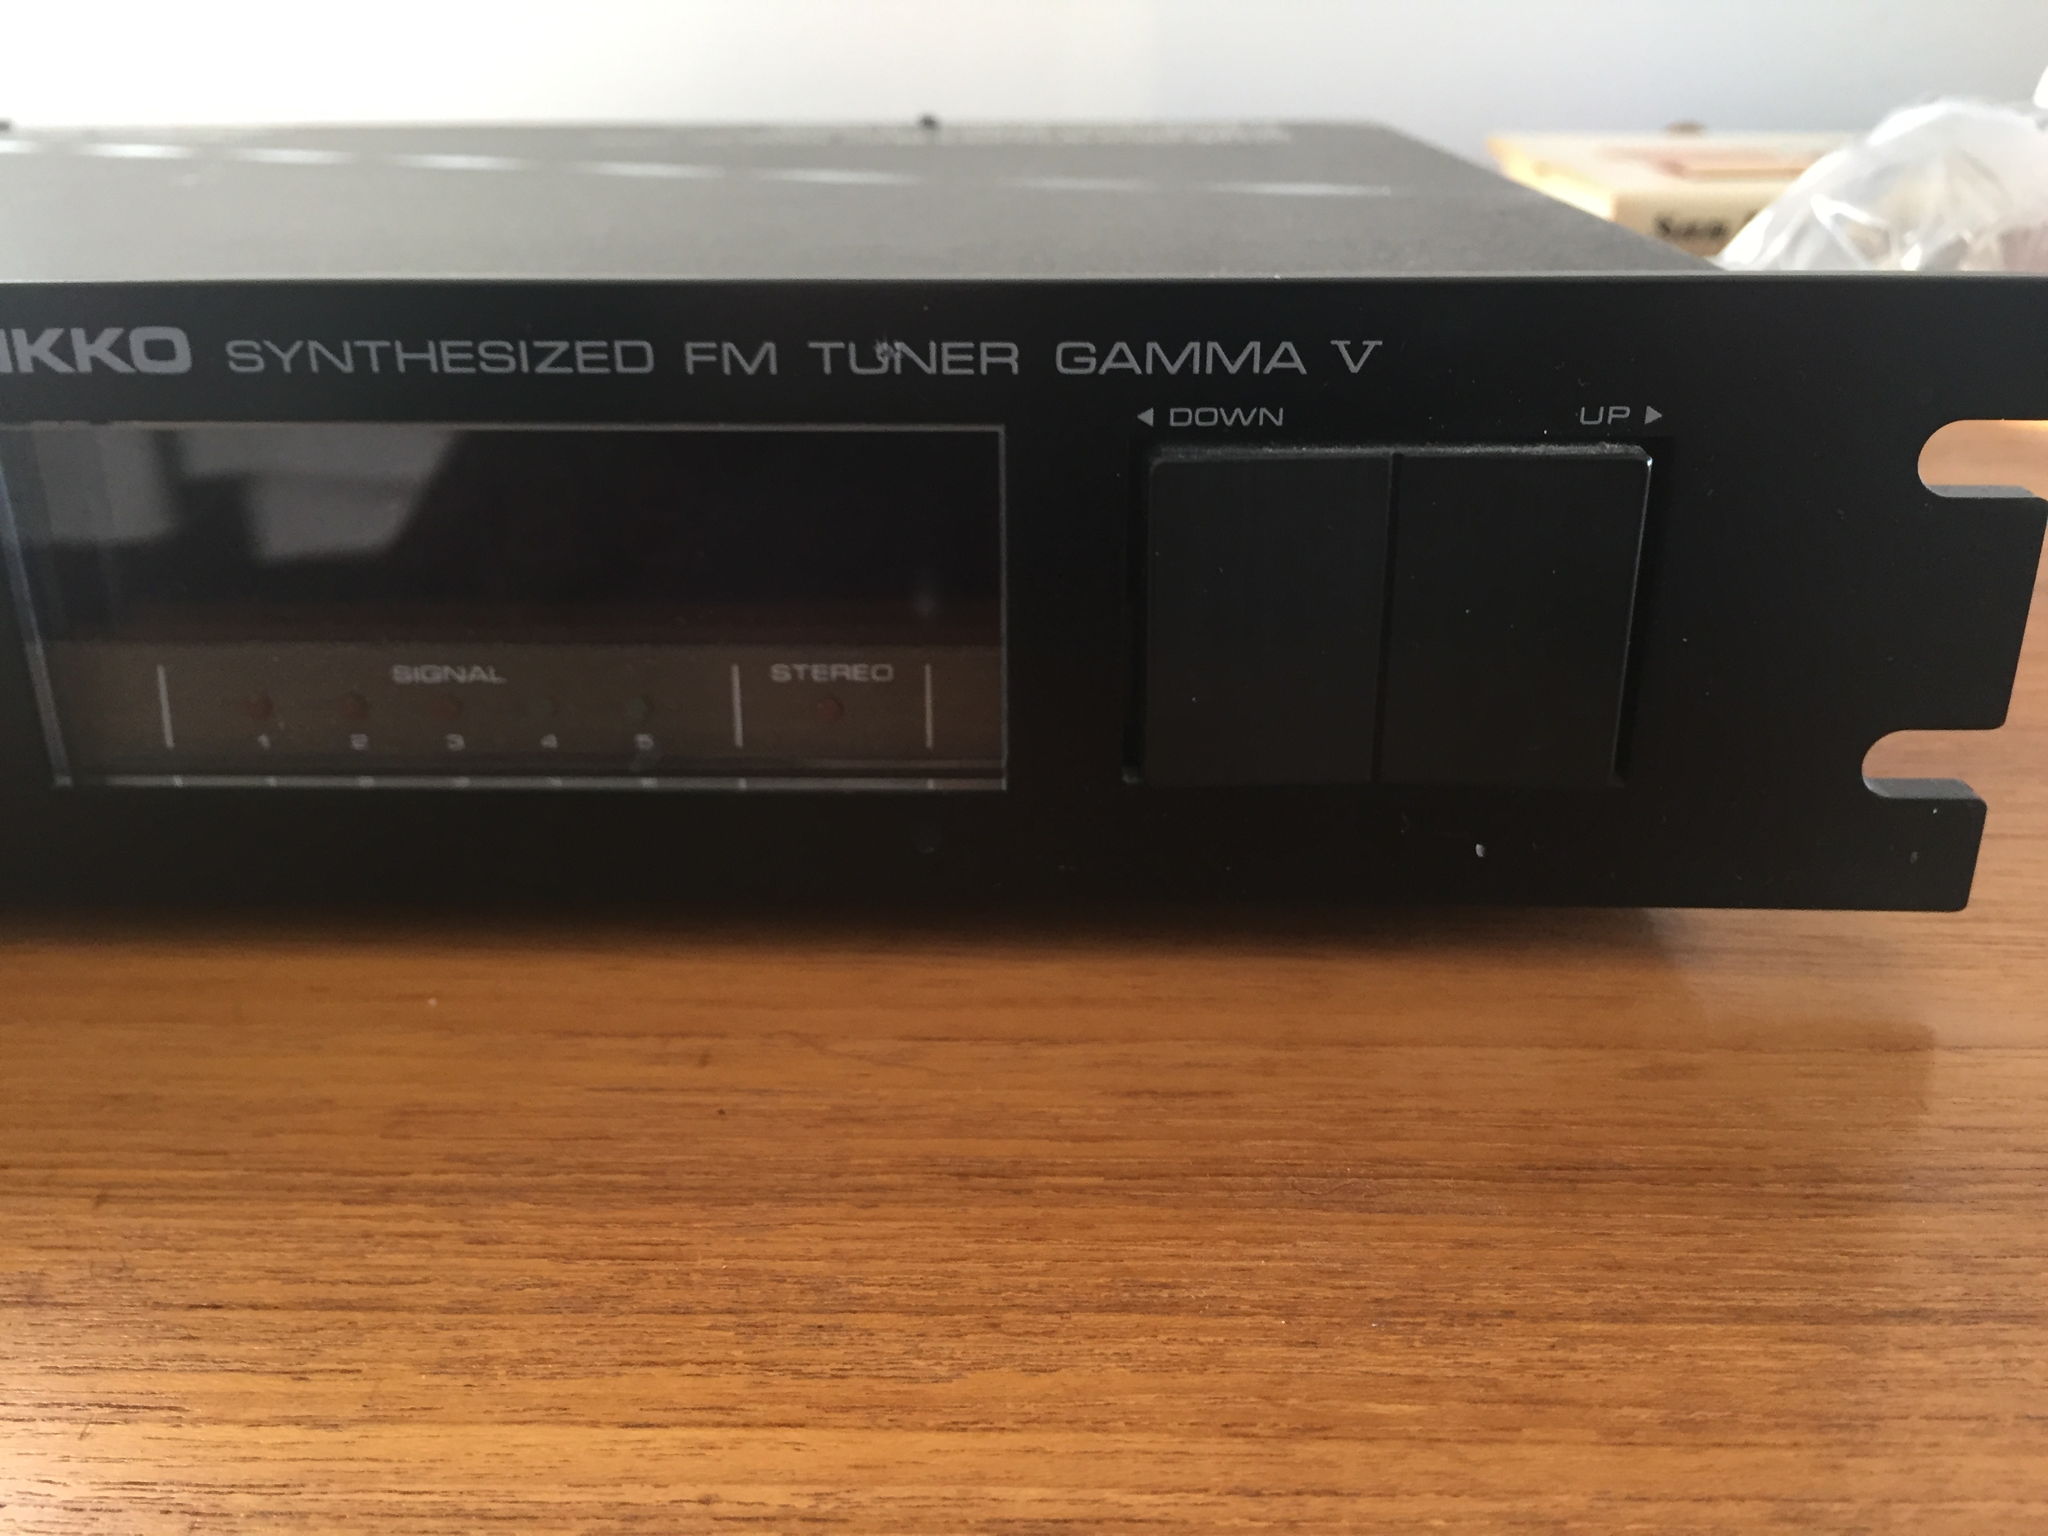 IKKO SYNTHESIZED FM TUNER GAMMA V
◀ DOWN UP ▶
SIGNAL STEREO
1 2 3 4 5